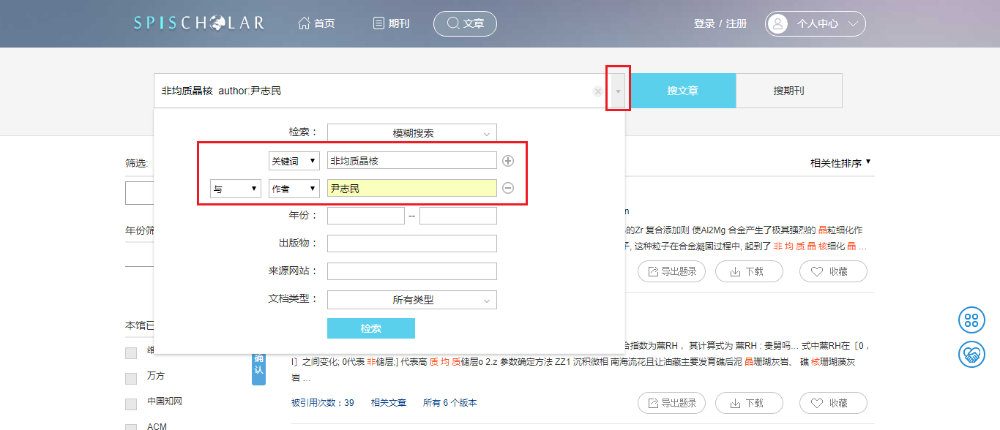 SPISCHOLAR 首页 期刊 文章 登录 / 注册 个人中心
非均质晶核 author:尹志民 搜文章 搜期刊
检索： 模糊搜索
筛选: 关键词 非均质晶核 相关性排序
与 作者 尹志民
年份： --
年份筛
的Zr 复合添加则 使Al2Mg 合金产生了极其强烈的 晶粒细化作
出版物：
, 这种粒子在合金凝固过程中, 起到了 非 均 质 晶 核细化 晶 ...
来源网站：
导出题录 下载 收藏
文档类型： 所有类型
本馆已
检索
合指数为薬RH ，其计算式为 薬RH : 贵舅吗... 式中薬RH在〔0，
确认
l〕之间变化; 0代表 非储层;] 代表高 质 均 质储层o 2.z 参数确定方法 ZZ1 沉积微相 南海流花且让油藏主要发育礁后泥 晶珊瑚灰岩、 礁 核珊瑚藻灰
岩 ...
万方
中国知网
被引用次数：39 相关文章 所有 6 个版本 导出题录 下载 收藏
ACM